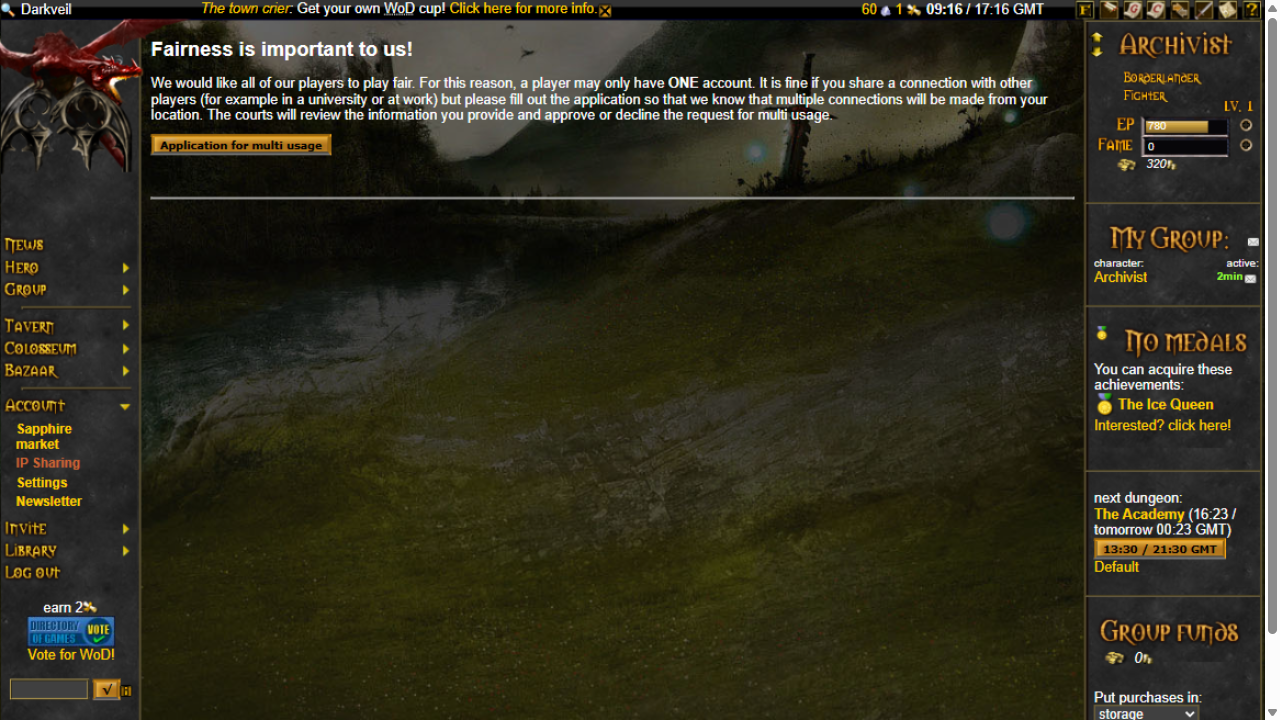 Darkveil
The town crier: Get your own WoD cup! Click here for more info.
60 1 09:16 / 17:16 GMT
Fairness is important to us!
We would like all of our players to play fair. For this reason, a player may only have ONE account. It is fine if you share a connection with other
players (for example in a university or at work) but please fill out the application so that we know that multiple connections will be made from your
location. The courts will review the information you provide and approve or decline the request for multi usage.
Application for multi usage
News
Hero
Group
Tavern
Colosseum
Bazaar
Account
Sapphire
market
IP Sharing
Settings
Newsletter
Invite
Library
Log out
earn 2
DIRECTORY
OF GAMES
VOTE
Vote for WoD!
Archivist
Borderlander
Fighter
LV. 1
EP 780
Fame 0
320
My Group:
character: active:
Archivist 2min
No medals
You can acquire these
achievements:
The Ice Queen
Interested? click here!
next dungeon:
The Academy (16:23 /
tomorrow 00:23 GMT)
13:30 / 21:30 GMT
Default
Group funds
0
Put purchases in:
storage